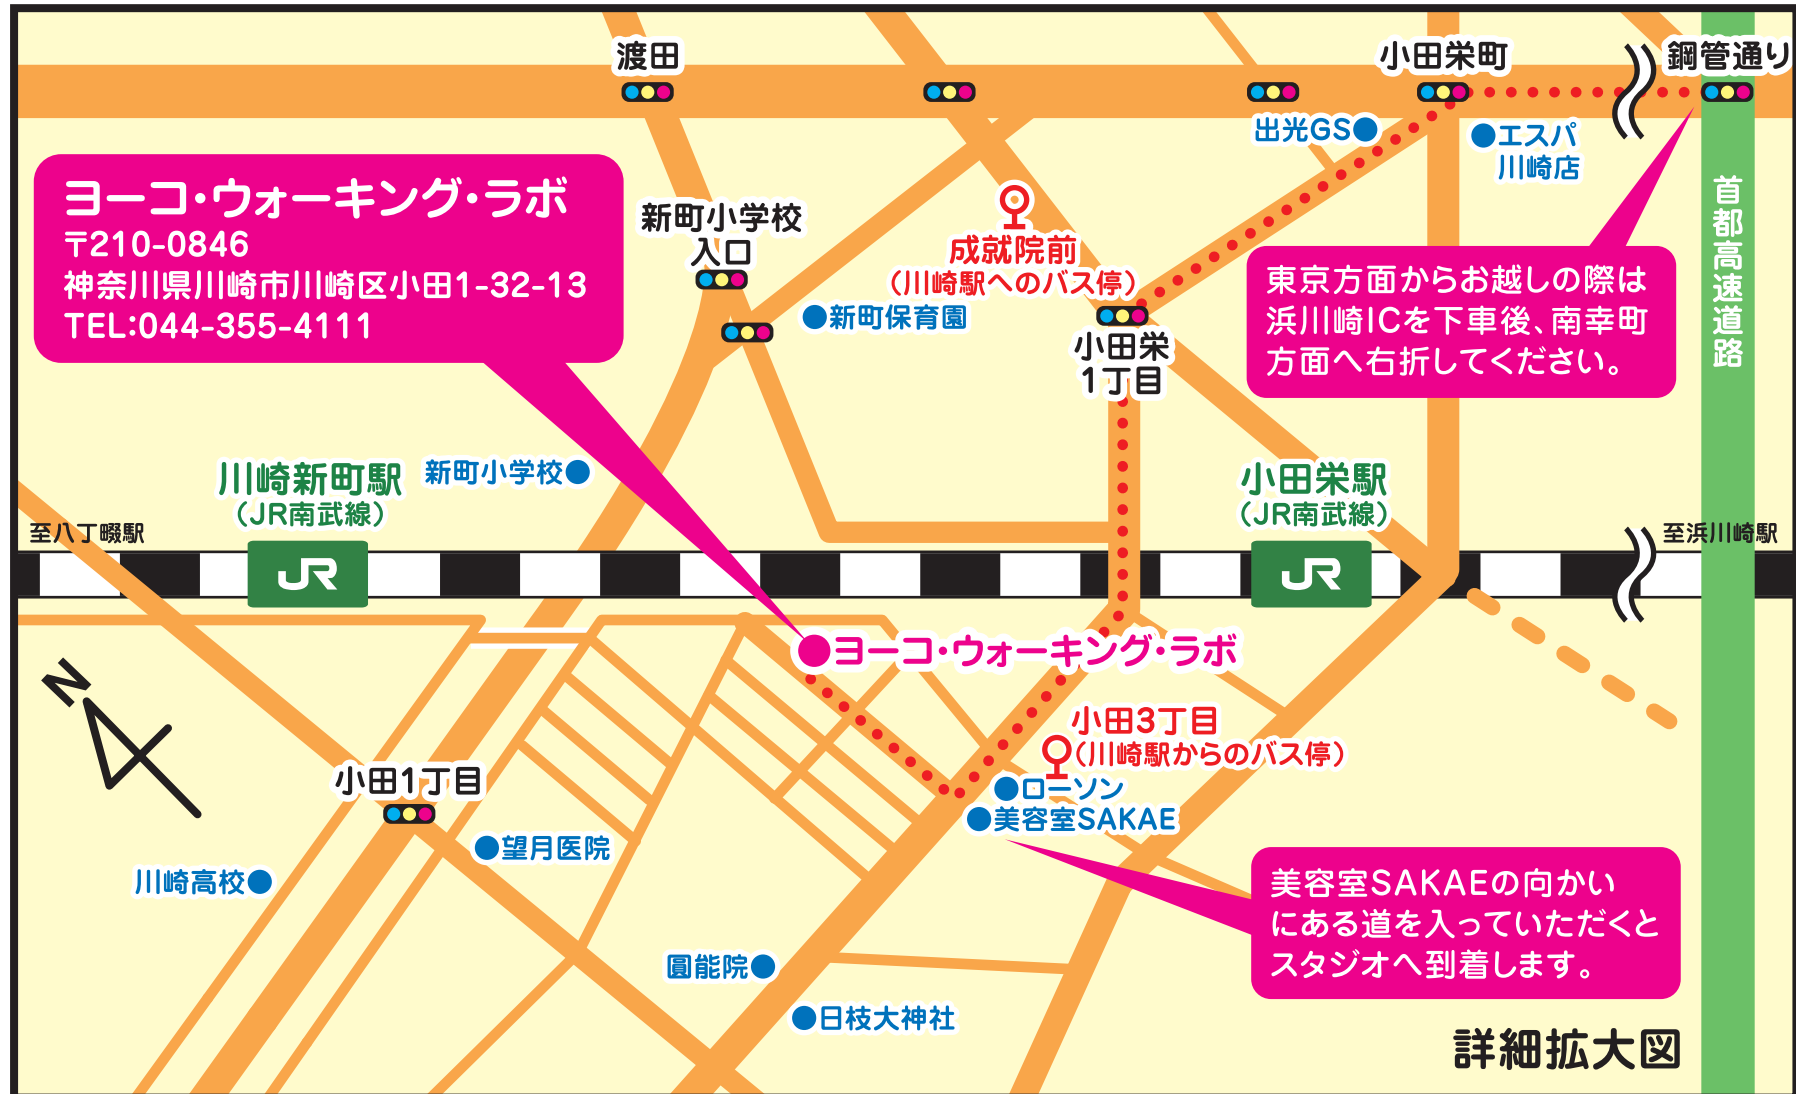 渡田
小田栄町
鋼管通り
出光GS
エスパ
川崎店
ヨーコ・ウォーキング・ラボ
〒210-0846
神奈川県川崎市川崎区小田1-32-13
TEL:044-355-4111
新町小学校
入口
成就院前
(川崎駅へのバス停)
新町保育園
小田栄
1丁目
首都高速道路
東京方面からお越しの際は
浜川崎ICを下車後、南幸町
方面へ右折してください。
川崎新町駅
(JR南武線)
新町小学校
小田栄駅
(JR南武線)
至八丁畷駅
至浜川崎駅
JR
JR
ヨーコ・ウォーキング・ラボ
N
小田3丁目
(川崎駅からのバス停)
小田1丁目
ローソン
美容室SAKAE
望月医院
川崎高校
美容室SAKAEの向かい
にある道を入っていただくと
スタジオへ到着します。
圓能院
日枝大神社
詳細拡大図